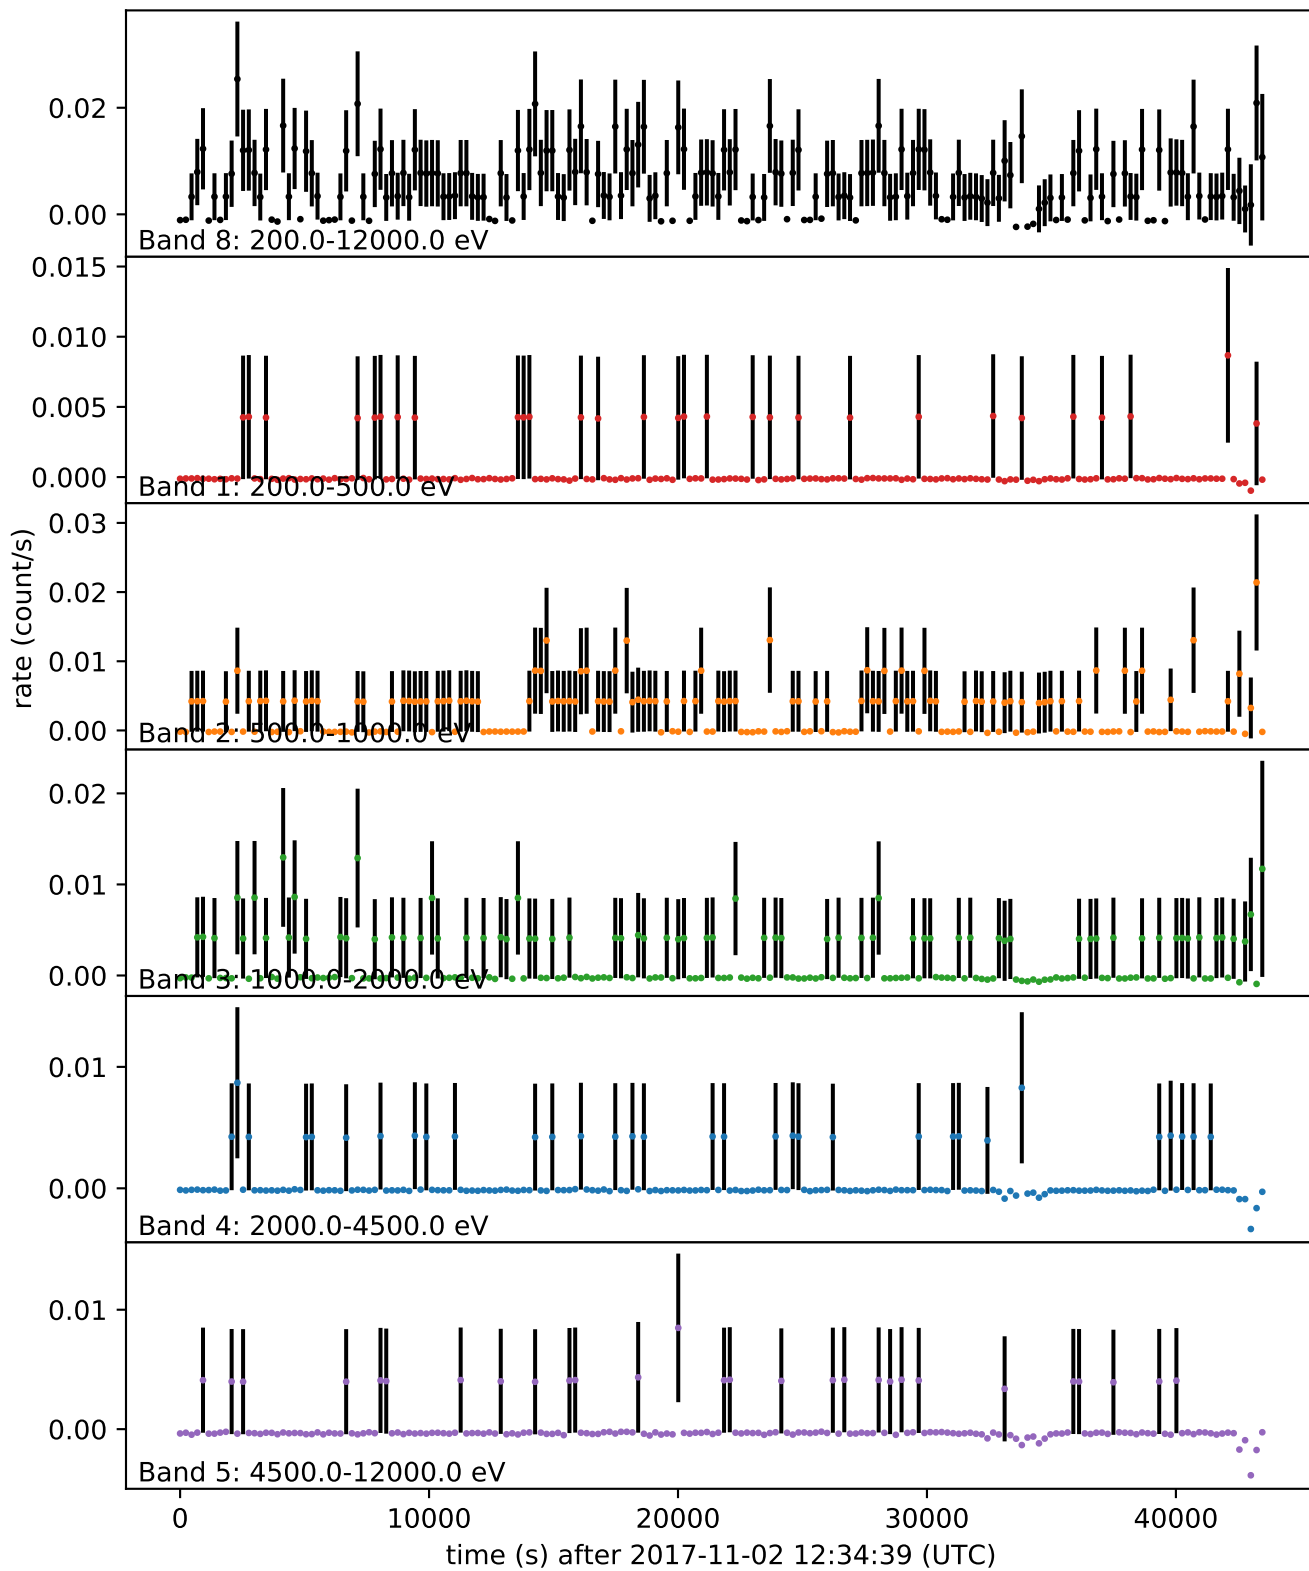 0.02
0.00
Band 8: 200.0-12000.0 eV
0.015
0.010
0.005
0.000
Band 1: 200.0-500.0 eV
rate (count/s)
0.03
0.02
0.01
0.00
Band 2: 500.0-1000.0 eV
0.02
0.01
0.00
Band 3: 1000.0-2000.0 eV
0.01
0.00
Band 4: 2000.0-4500.0 eV
0.01
0.00
Band 5: 4500.0-12000.0 eV
0 10000 20000 30000 40000
time (s) after 2017-11-02 12:34:39 (UTC)